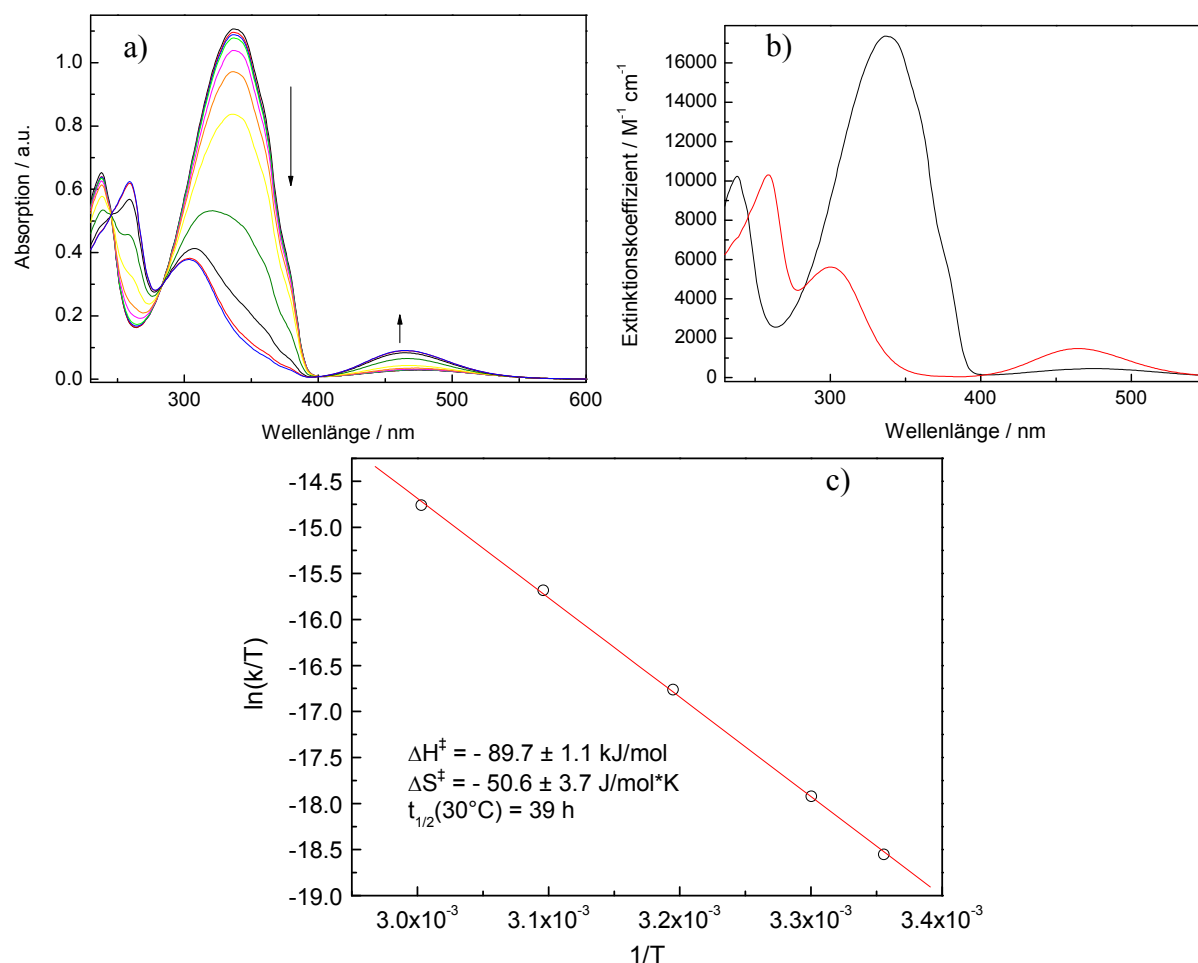 a)
1.0
0.8
0.6
0.4
0.2
0.0
Absorption / a.u.
300 400 500 600
Wellenlänge / nm
b)
16000
14000
12000
10000
8000
6000
4000
2000
0
Extinktionskoeffizient / M⁻¹ cm⁻¹
300 400 500
Wellenlänge / nm
c)
-14.5
-15.0
-15.5
-16.0
-16.5
-17.0
-17.5
-18.0
-18.5
-19.0
ln(k/T)
ΔH‡ = - 89.7 ± 1.1 kJ/mol
ΔS‡ = - 50.6 ± 3.7 J/mol*K
t1/2(30°C) = 39 h
3.0x10⁻³ 3.1x10⁻³ 3.2x10⁻³ 3.3x10⁻³ 3.4x10⁻³
1/T